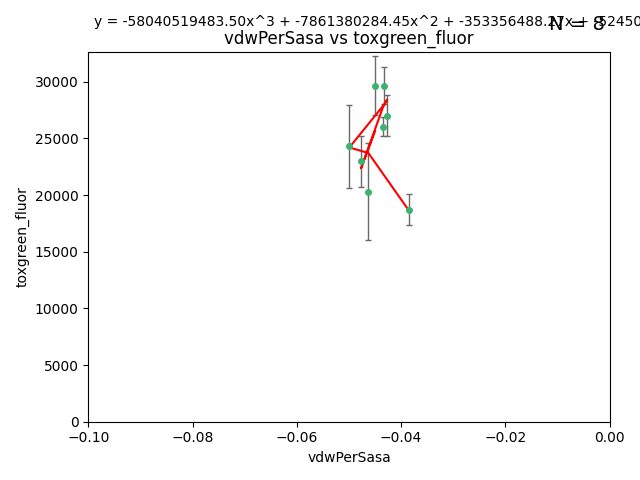 y = -58040519483.50x^3 + -7861380284.45x^2 + -353356488.
N = 8
vdwPerSasa vs toxgreen_fluor
toxgreen_fluor
30000
25000
20000
15000
10000
5000
0
−0.10
−0.08
−0.06
−0.04
−0.02
0.00
vdwPerSasa